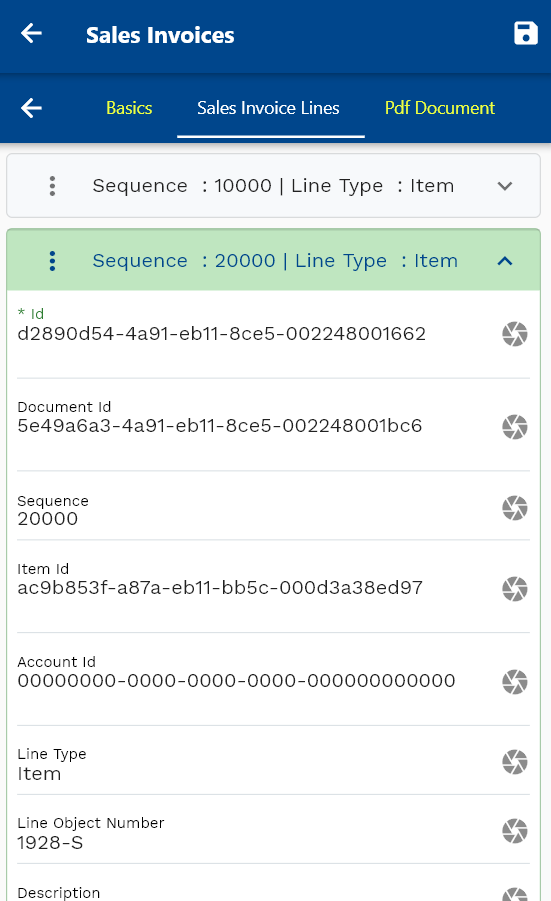 Sales Invoices
Basics Sales Invoice Lines Pdf Document
Sequence : 10000 | Line Type : Item
Sequence : 20000 | Line Type : Item
* Id
d2890d54-4a91-eb11-8ce5-002248001662
Document Id
5e49a6a3-4a91-eb11-8ce5-002248001bc6
Sequence
20000
Item Id
ac9b853f-a87a-eb11-bb5c-000d3a38ed97
Account Id
00000000-0000-0000-0000-000000000000
Line Type
Item
Line Object Number
1928-S
Description